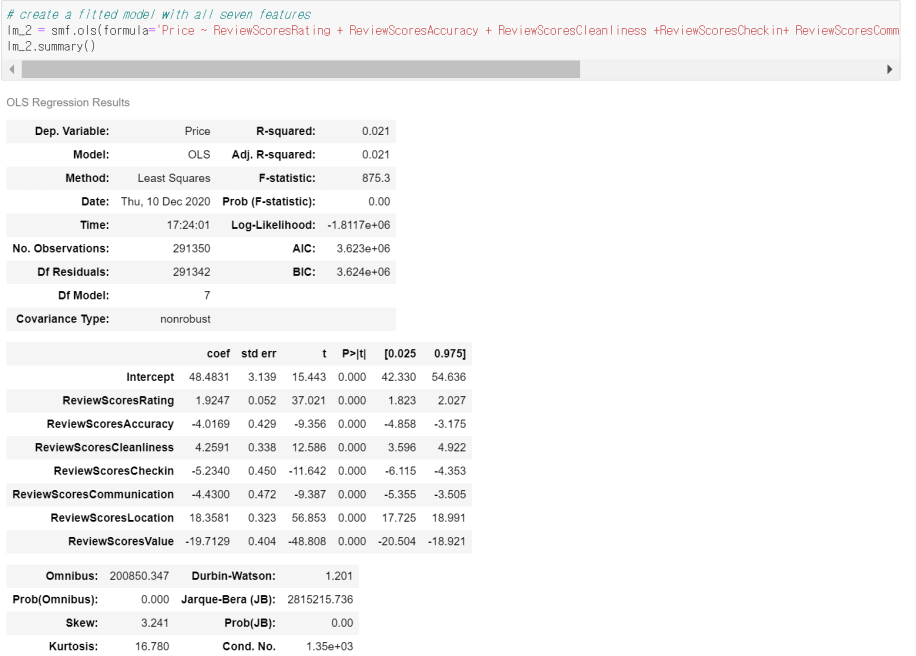 # create a fitted model with all seven features
lm_2 = smf.ols(formula='Price ~ ReviewScoresRating + ReviewScoresAccuracy + ReviewScoresCleanliness +ReviewScoresCheckin+ ReviewScoresComm
lm_2.summary()
OLS Regression Results
Dep. Variable: Price R-squared: 0.021
Model: OLS Adj. R-squared: 0.021
Method: Least Squares F-statistic: 875.3
Date: Thu, 10 Dec 2020 Prob (F-statistic): 0.00
Time: 17:24:01 Log-Likelihood: -1.8117e+06
No. Observations: 291350 AIC: 3.623e+06
Df Residuals: 291342 BIC: 3.624e+06
Df Model: 7
Covariance Type: nonrobust
coef std err t P>|t| [0.025 0.975]
Intercept 48.4831 3.139 15.443 0.000 42.330 54.636
ReviewScoresRating 1.9247 0.052 37.021 0.000 1.823 2.027
ReviewScoresAccuracy -4.0169 0.429 -9.356 0.000 -4.858 -3.175
ReviewScoresCleanliness 4.2591 0.338 12.586 0.000 3.596 4.922
ReviewScoresCheckin -5.2340 0.450 -11.642 0.000 -6.115 -4.353
ReviewScoresCommunication -4.4300 0.472 -9.387 0.000 -5.355 -3.505
ReviewScoresLocation 18.3581 0.323 56.853 0.000 17.725 18.991
ReviewScoresValue -19.7129 0.404 -48.808 0.000 -20.504 -18.921
Omnibus: 200850.347 Durbin-Watson: 1.201
Prob(Omnibus): 0.000 Jarque-Bera (JB): 2815215.736
Skew: 3.241 Prob(JB): 0.00
Kurtosis: 16.780 Cond. No. 1.35e+03